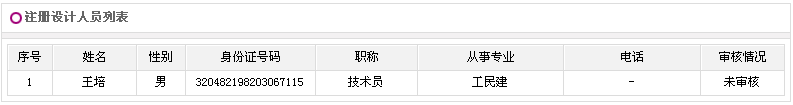 注册设计人员列表
序号 姓名 性别 身份证号码 职称 从事专业 电话 审核情况
1 王培 男 320482198203067115 技术员 工民建 - 未审核